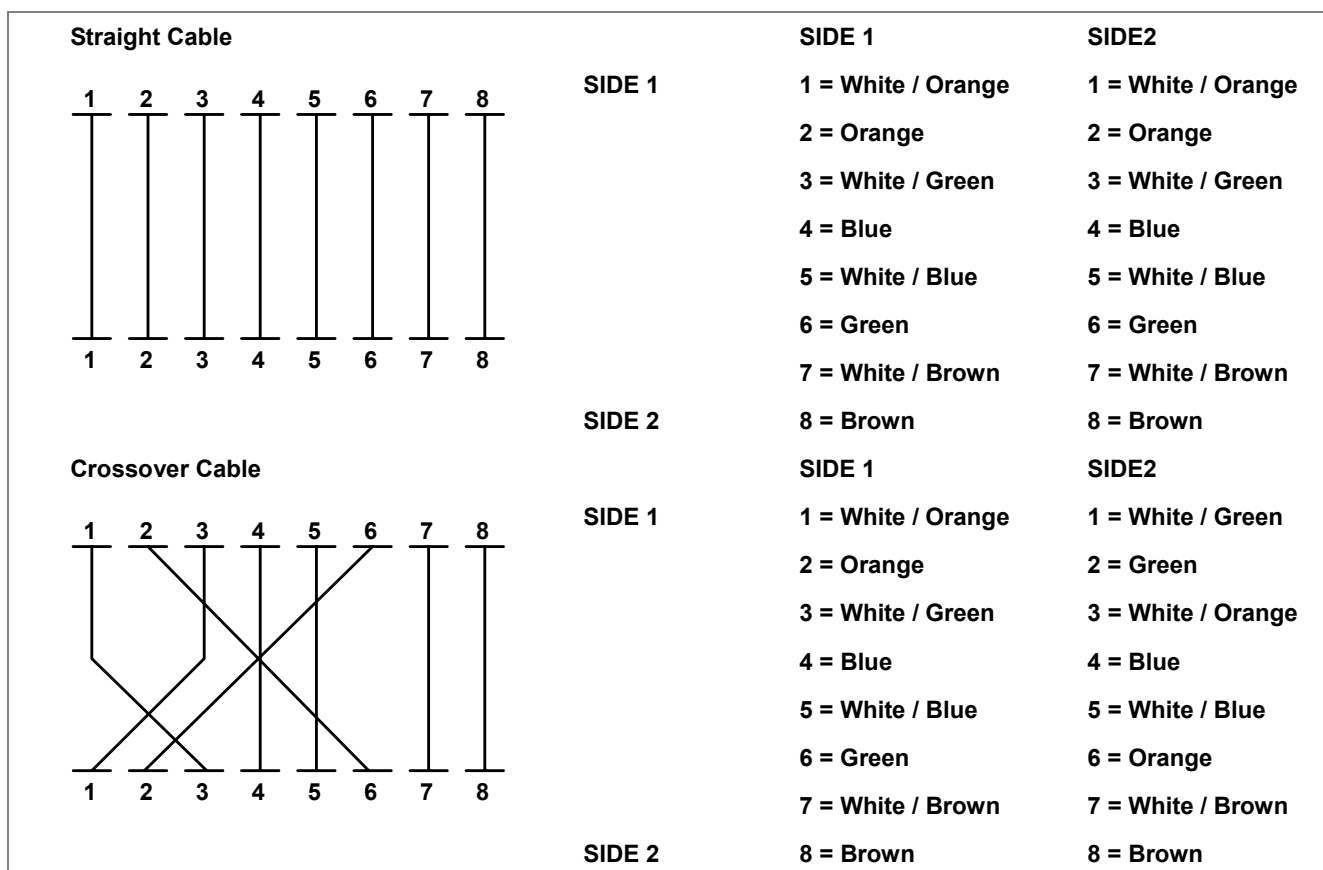 Straight Cable SIDE 1 SIDE2
1 2 3 4 5 6 7 8 SIDE 1 1 = White / Orange 1 = White / Orange
2 = Orange 2 = Orange
3 = White / Green 3 = White / Green
4 = Blue 4 = Blue
5 = White / Blue 5 = White / Blue
6 = Green 6 = Green
1 2 3 4 5 6 7 8 7 = White / Brown 7 = White / Brown
SIDE 2 8 = Brown 8 = Brown
Crossover Cable SIDE 1 SIDE2
1 2 3 4 5 6 7 8 SIDE 1 1 = White / Orange 1 = White / Green
2 = Orange 2 = Green
3 = White / Green 3 = White / Orange
4 = Blue 4 = Blue
5 = White / Blue 5 = White / Blue
6 = Green 6 = Orange
1 2 3 4 5 6 7 8 7 = White / Brown 7 = White / Brown
SIDE 2 8 = Brown 8 = Brown